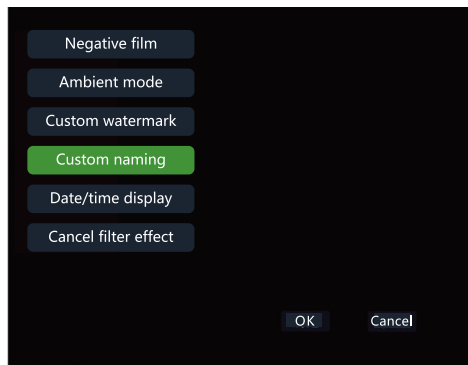 Negative film
Ambient mode
Custom watermark
Custom naming
Date/time display
Cancel filter effect
OK Cancel